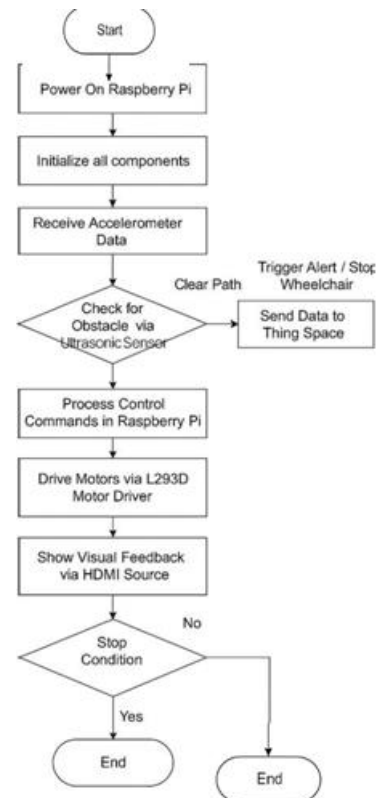 Start
Power On Raspberry Pi
Initialize all components
Receive Accelerometer
Data
Clear Path
Trigger Alert / Stop
Wheelchair
Check for
Obstacle via
Ultrasonic Sensor
Send Data to
Thing Space
Process Control
Commands in Raspberry Pi
Drive Motors via L293D
Motor Driver
Show Visual Feedback
via HDMI Source
No
Stop
Condition
Yes
End
End